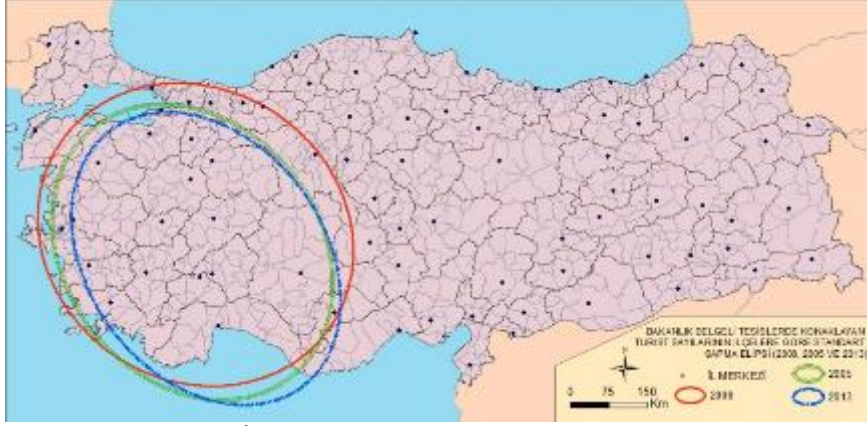 BAKANLIK BELGELİ TESİSLERDE KONAKLAYAN
TURİST SAYILARININ İLÇELERE GÖRE STANDART
SAPMA ELİPSİ (2000, 2005 VE 2013)
İL MERKEZİ
2005
0 75 150
Km
2000
2013